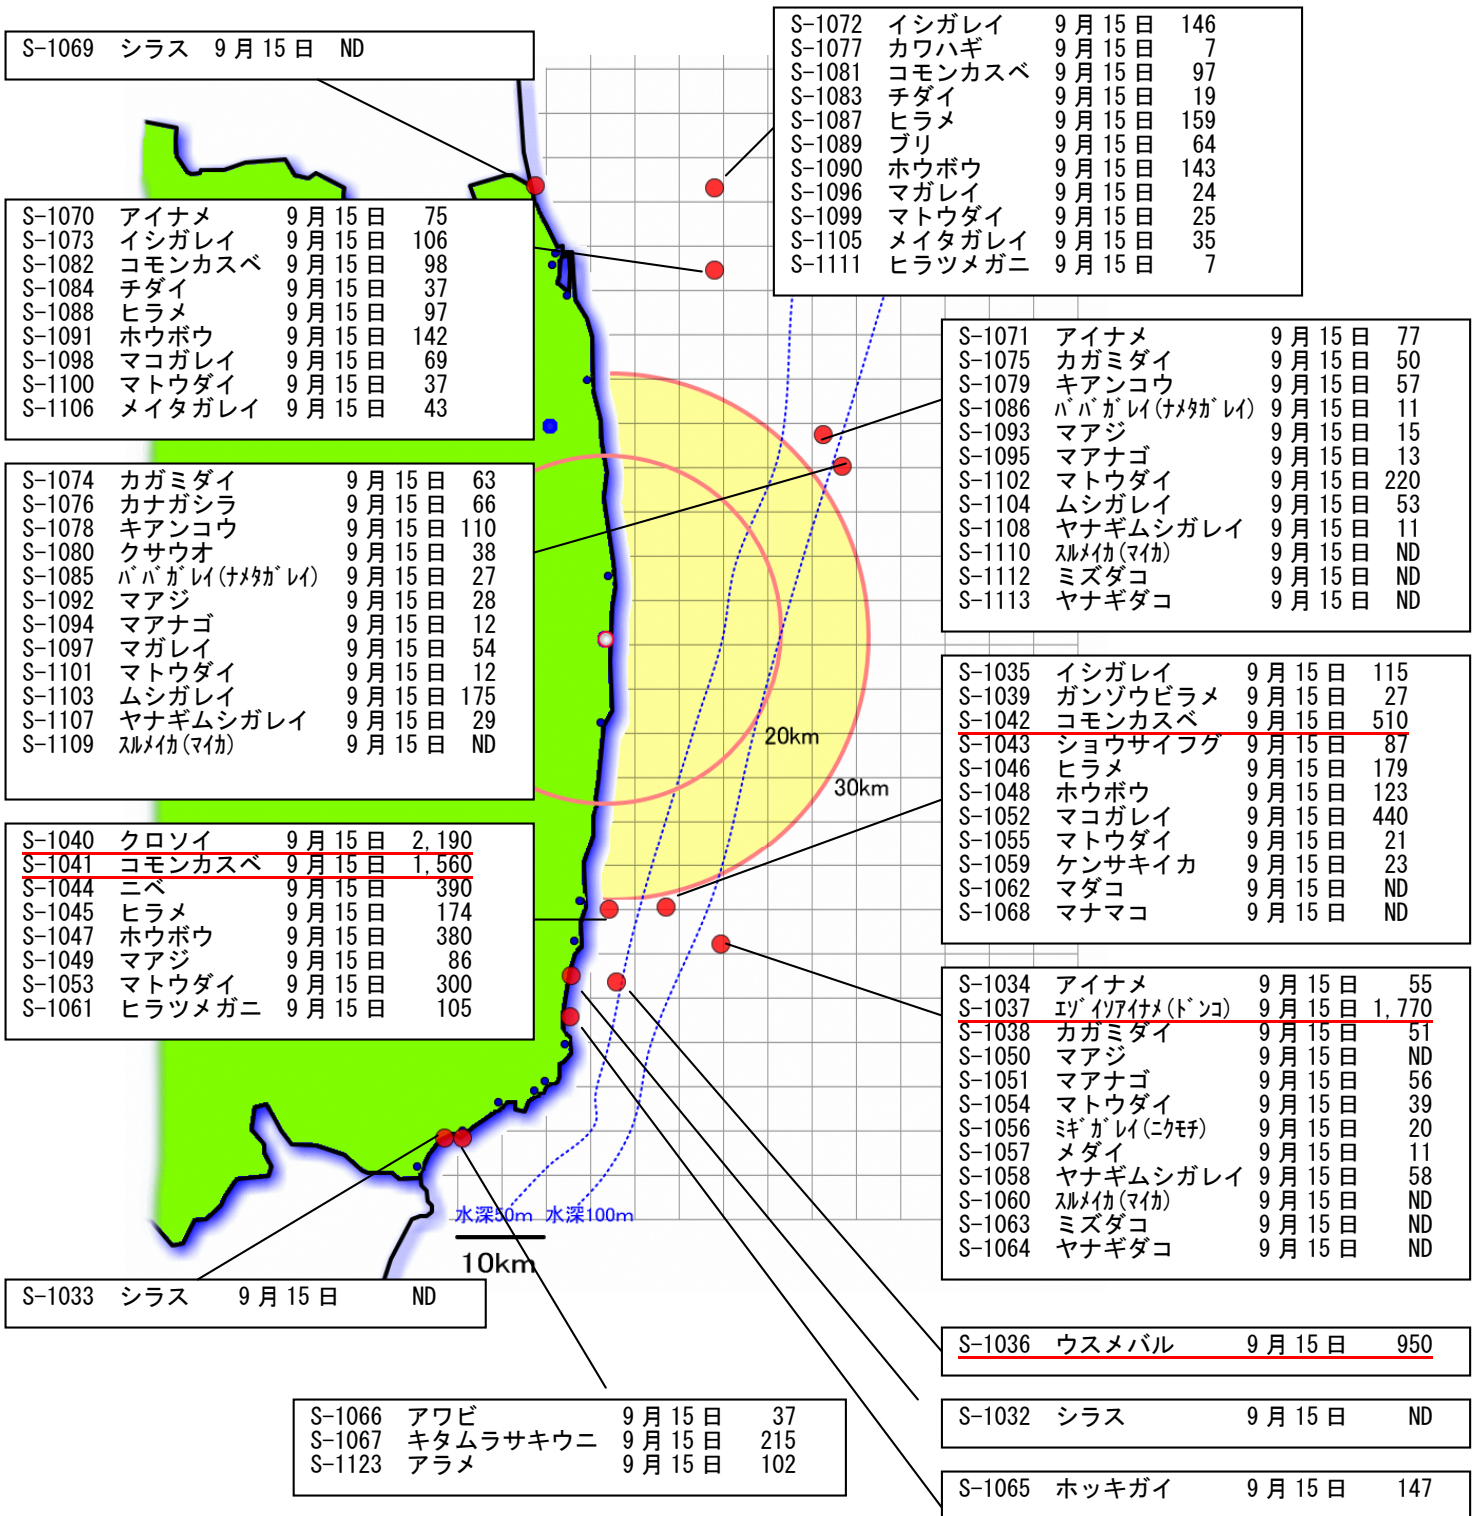 S-1069 シラス 9月15日 ND
S-1072 イシガレイ 9月15日 146
S-1077 カワハギ 9月15日 7
S-1081 コモンカスベ 9月15日 97
S-1083 チダイ 9月15日 19
S-1087 ヒラメ 9月15日 159
S-1089 ブリ 9月15日 64
S-1090 ホウボウ 9月15日 143
S-1096 マガレイ 9月15日 24
S-1099 マトウダイ 9月15日 25
S-1105 メイタガレイ 9月15日 35
S-1111 ヒラツメガニ 9月15日 7
S-1070 アイナメ 9月15日 75
S-1073 イシガレイ 9月15日 106
S-1082 コモンカスベ 9月15日 98
S-1084 チダイ 9月15日 37
S-1088 ヒラメ 9月15日 97
S-1091 ホウボウ 9月15日 142
S-1098 マコガレイ 9月15日 69
S-1100 マトウダイ 9月15日 37
S-1106 メイタガレイ 9月15日 43
S-1071 アイナメ 9月15日 77
S-1075 カガミダイ 9月15日 50
S-1079 キアンコウ 9月15日 57
S-1086 ババガレイ(ナメタガレイ) 9月15日 11
S-1093 マアジ 9月15日 15
S-1095 マアナゴ 9月15日 13
S-1102 マトウダイ 9月15日 220
S-1104 ムシガレイ 9月15日 53
S-1108 ヤナギムシガレイ 9月15日 11
S-1110 スルメイカ(マイカ) 9月15日 ND
S-1112 ミズダコ 9月15日 ND
S-1113 ヤナギダコ 9月15日 ND
S-1074 カガミダイ 9月15日 63
S-1076 カナガシラ 9月15日 66
S-1078 キアンコウ 9月15日 110
S-1080 クサウオ 9月15日 38
S-1085 ババガレイ(ナメタガレイ) 9月15日 27
S-1092 マアジ 9月15日 28
S-1094 マアナゴ 9月15日 12
S-1097 マガレイ 9月15日 54
S-1101 マトウダイ 9月15日 12
S-1103 ムシガレイ 9月15日 175
S-1107 ヤナギムシガレイ 9月15日 29
S-1109 スルメイカ(マイカ) 9月15日 ND
20km
30km
S-1035 イシガレイ 9月15日 115
S-1039 ガンゾウビラメ 9月15日 27
S-1042 コモンカスベ 9月15日 510
S-1043 ショウサイフグ 9月15日 87
S-1046 ヒラメ 9月15日 179
S-1048 ホウボウ 9月15日 123
S-1052 マコガレイ 9月15日 440
S-1055 マトウダイ 9月15日 21
S-1059 ケンサキイカ 9月15日 23
S-1062 マダコ 9月15日 ND
S-1068 マナマコ 9月15日 ND
S-1040 クロソイ 9月15日 2,190
S-1041 コモンカスベ 9月15日 1,560
S-1044 ニベ 9月15日 390
S-1045 ヒラメ 9月15日 174
S-1047 ホウボウ 9月15日 380
S-1049 マアジ 9月15日 86
S-1053 マトウダイ 9月15日 300
S-1061 ヒラツメガニ 9月15日 105
S-1034 アイナメ 9月15日 55
S-1037 エゾイソアイナメ(ドンコ) 9月15日 1,770
S-1038 カガミダイ 9月15日 51
S-1050 マアジ 9月15日 ND
S-1051 マアナゴ 9月15日 56
S-1054 マトウダイ 9月15日 39
S-1056 ミギガレイ(ニクモチ) 9月15日 20
S-1057 メダイ 9月15日 11
S-1058 ヤナギムシガレイ 9月15日 58
S-1060 スルメイカ(マイカ) 9月15日 ND
S-1063 ミズダコ 9月15日 ND
S-1064 ヤナギダコ 9月15日 ND
水深50m 水深100m
10km
S-1033 シラス 9月15日 ND
S-1036 ウスメバル 9月15日 950
S-1066 アワビ 9月15日 37
S-1067 キタムラサキウニ 9月15日 215
S-1123 アラメ 9月15日 102
S-1032 シラス 9月15日 ND
S-1065 ホッキガイ 9月15日 147